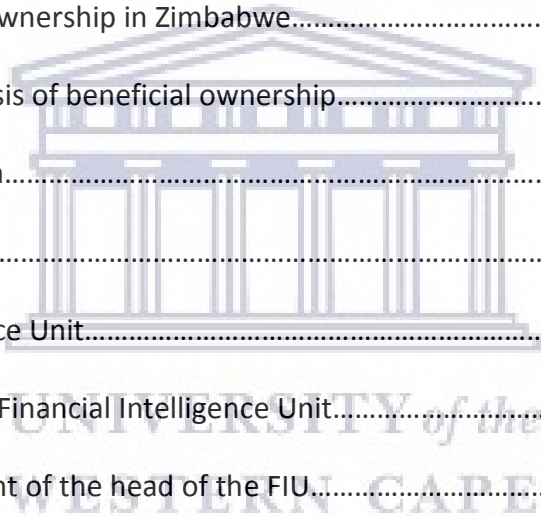 wnership in Zimbabwe................................
sis of beneficial ownership................................
................................
................................
ce Unit................................
Financial Intelligence Unit................................
UNIVERSITY of the
nt of the head of the FIU................................
WESTERN CAPE